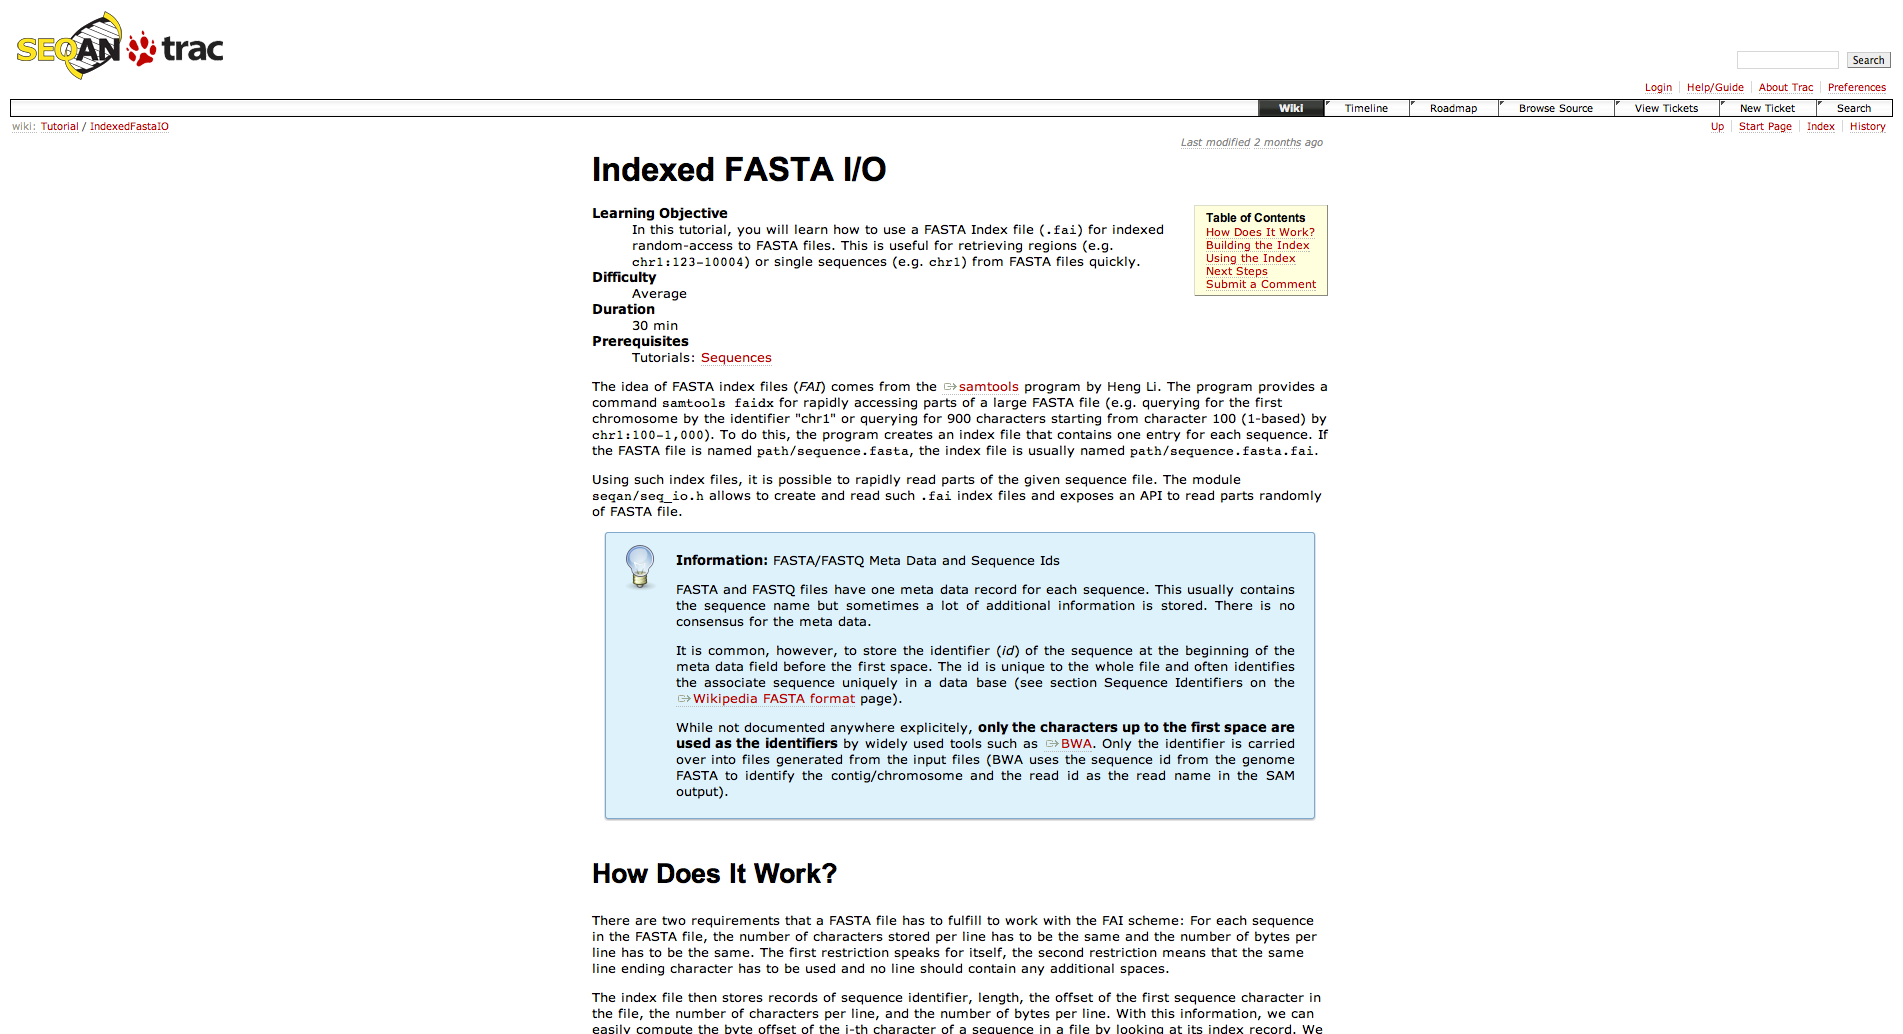 SEQAN trac
Search
Login Help/Guide About Trac Preferences
Wiki Timeline Roadmap Browse Source View Tickets New Ticket Search
wiki: Tutorial / IndexedFastaIO
Up Start Page Index History
Last modified 2 months ago
Indexed FASTA I/O
Learning Objective
In this tutorial, you will learn how to use a FASTA Index file (.fai) for indexed
random-access to FASTA files. This is useful for retrieving regions (e.g.
chr1:123-10004) or single sequences (e.g. chr1) from FASTA files quickly.
Difficulty
Average
Duration
30 min
Prerequisites
Tutorials: Sequences
Table of Contents
How Does It Work?
Building the Index
Using the Index
Next Steps
Submit a Comment
The idea of FASTA index files (FAI) comes from the samtools program by Heng Li. The program provides a
command samtools faidx for rapidly accessing parts of a large FASTA file (e.g. querying for the first
chromosome by the identifier "chr1" or querying for 900 characters starting from character 100 (1-based) by
chr1:100-1,000). To do this, the program creates an index file that contains one entry for each sequence. If
the FASTA file is named path/sequence.fasta, the index file is usually named path/sequence.fasta.fai.
Using such index files, it is possible to rapidly read parts of the given sequence file. The module
seqan/seq_io.h allows to create and read such .fai index files and exposes an API to read parts randomly
of FASTA file.
Information: FASTA/FASTQ Meta Data and Sequence Ids
FASTA and FASTQ files have one meta data record for each sequence. This usually contains
the sequence name but sometimes a lot of additional information is stored. There is no
consensus for the meta data.
It is common, however, to store the identifier (id) of the sequence at the beginning of the
meta data field before the first space. The id is unique to the whole file and often identifies
the associate sequence uniquely in a data base (see section Sequence Identifiers on the
Wikipedia FASTA format page).
While not documented anywhere explicitely, only the characters up to the first space are
used as the identifiers by widely used tools such as BWA. Only the identifier is carried
over into files generated from the input files (BWA uses the sequence id from the genome
FASTA to identify the contig/chromosome and the read id as the read name in the SAM
output).
How Does It Work?
There are two requirements that a FASTA file has to fulfill to work with the FAI scheme: For each sequence
in the FASTA file, the number of characters stored per line has to be the same and the number of bytes per
line has to be the same. The first restriction speaks for itself, the second restriction means that the same
line ending character has to be used and no line should contain any additional spaces.
The index file then stores records of sequence identifier, length, the offset of the first sequence character in
the file, the number of characters per line, and the number of bytes per line. With this information, we can
easily compute the byte offset of the i-th character of a sequence in a file by looking at its index record. We